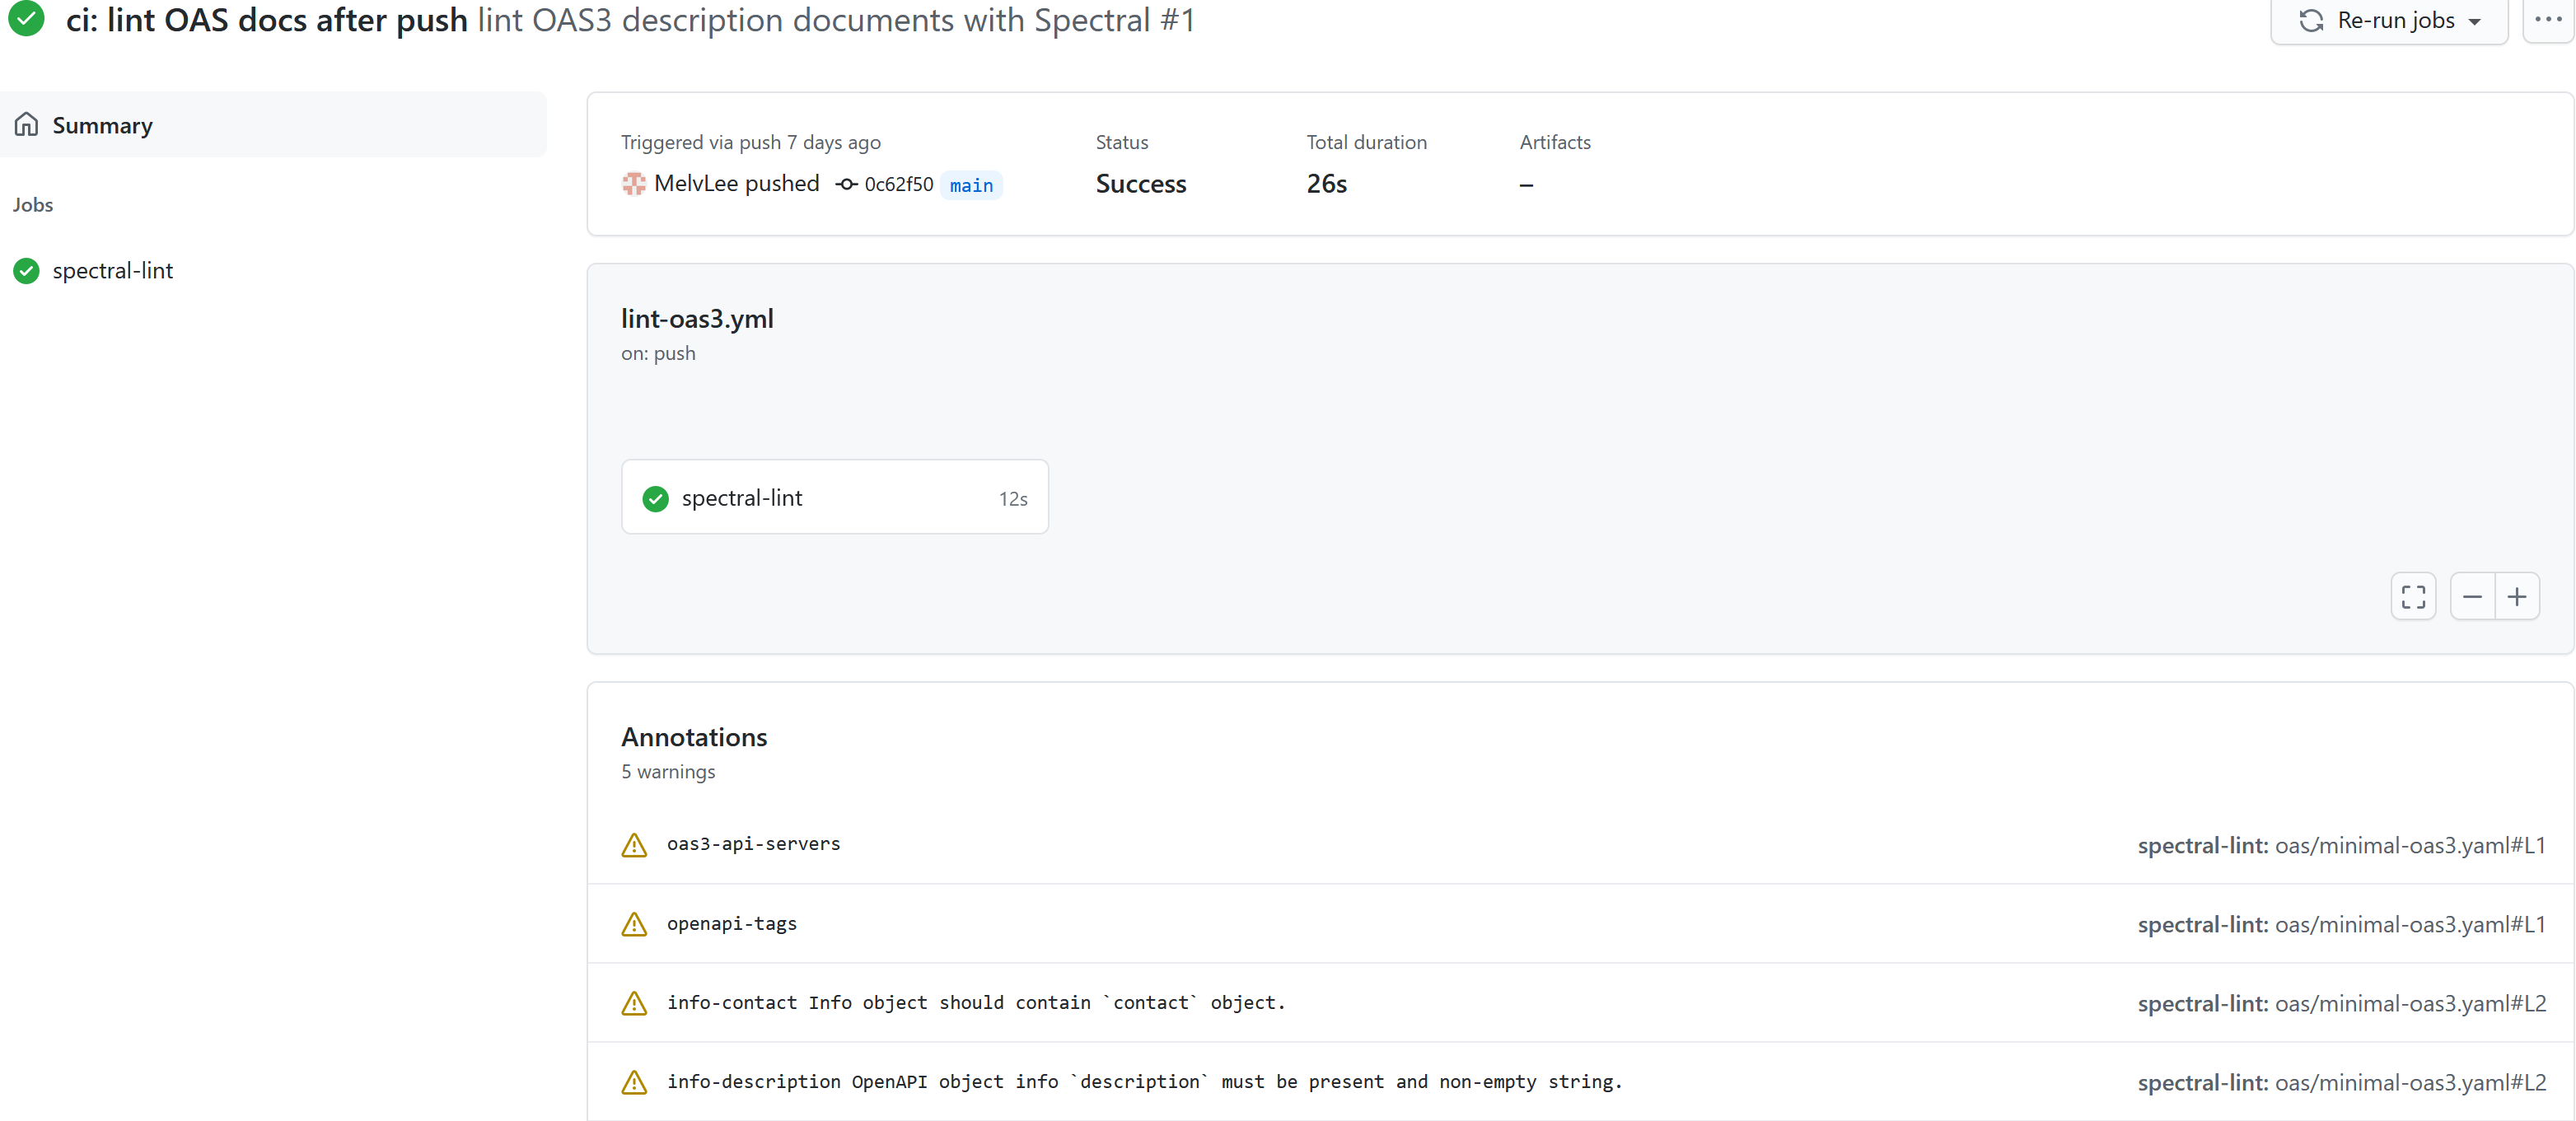 ci: lint OAS docs after push lint OAS3 description documents with Spectral #1
Re-run jobs
Summary
Jobs
spectral-lint
Triggered via push 7 days ago
MelvLee pushed 0c62f50 main
Status
Success
Total duration
26s
Artifacts
–
lint-oas3.yml
on: push
spectral-lint 12s
Annotations
5 warnings
oas3-api-servers spectral-lint: oas/minimal-oas3.yaml#L1
openapi-tags spectral-lint: oas/minimal-oas3.yaml#L1
info-contact Info object should contain `contact` object. spectral-lint: oas/minimal-oas3.yaml#L2
info-description OpenAPI object info `description` must be present and non-empty string. spectral-lint: oas/minimal-oas3.yaml#L2